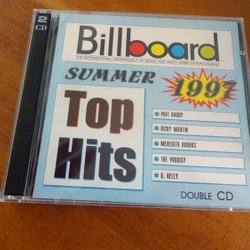 2
CD
Billboard
THE INTERNATIONAL NEWSWEEKLY OF MUSIC AND VIDEO HOME ENTERTAINMENT
SUMMER
1997
Top
Hits
PUFF DADDY
RICKY MARTIN
MEREDITH BROOKS
THE PRODIGY
R. KELLY
DOUBLE CD